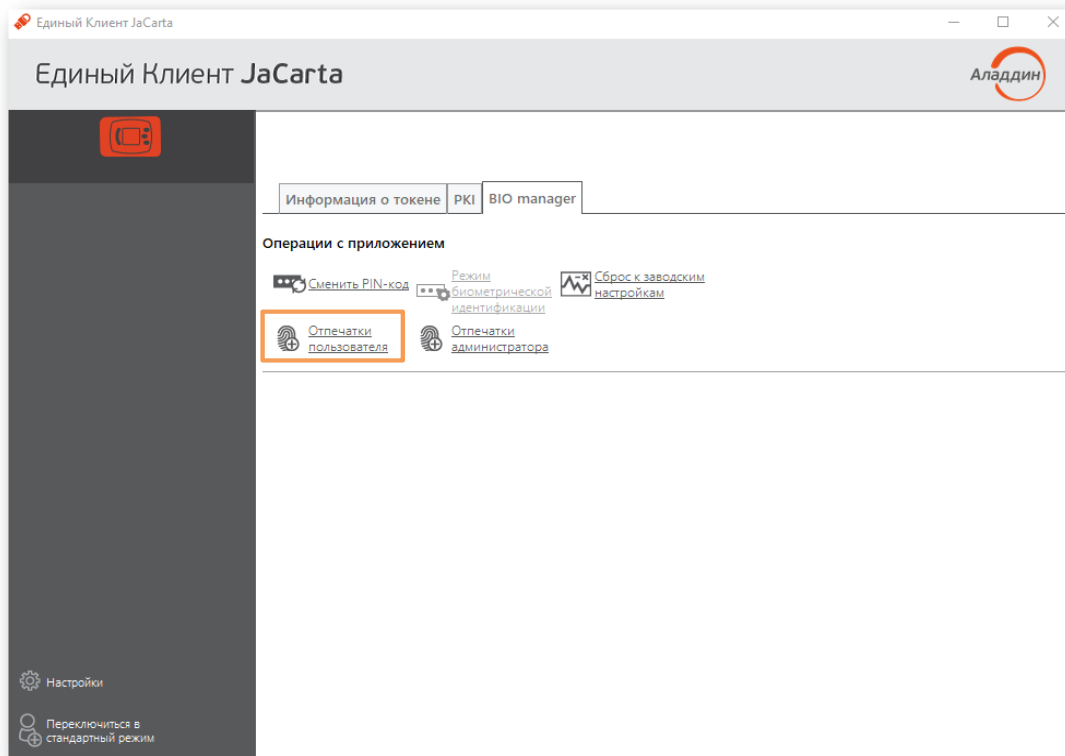 Единый Клиент JaCarta
Единый Клиент JaCarta
Аладдин
Информация о токене
PKI
BIO manager
Операции с приложением
Сменить PIN-код
Режим
биометрической
идентификации
Сброс к заводским
настройкам
Отпечатки
пользователя
Отпечатки
администратора
Настройки
Переключиться в
стандартный режим